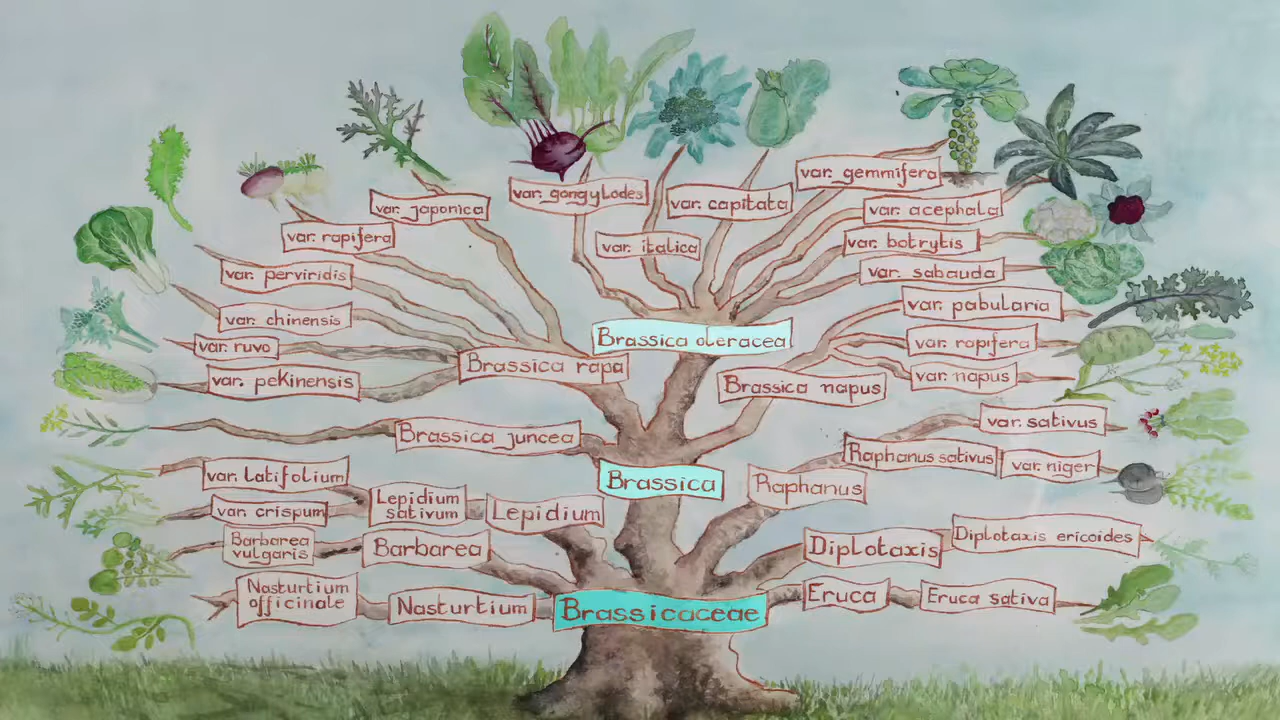 var. gemmifera
var. japonica
var. gongylodes
var. capitata
var. acephala
var. rapifera
var. italica
var. botrytis
var. perviridis
var. sabauda
var. chinensis
var. pabularia
var. ruvo
Brassica oleracea
var. rapifera
var. pekinensis
Brassica rapa
Brassica napus
var. napus
Brassica juncea
var. sativus
var. latifolium
Raphanus sativus
var. niger
var. crispum
Lepidium
sativum
Lepidium
Brassica
Raphanus
Barbarea
vulgaris
Barbarea
Diplotaxis
Diplotaxis ericoides
Nasturtium
officinale
Nasturtium
Brassicaceae
Eruca
Eruca sativa